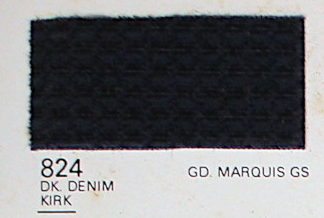 824 GD. MARQUIS GS
DK. DENIM
KIRK